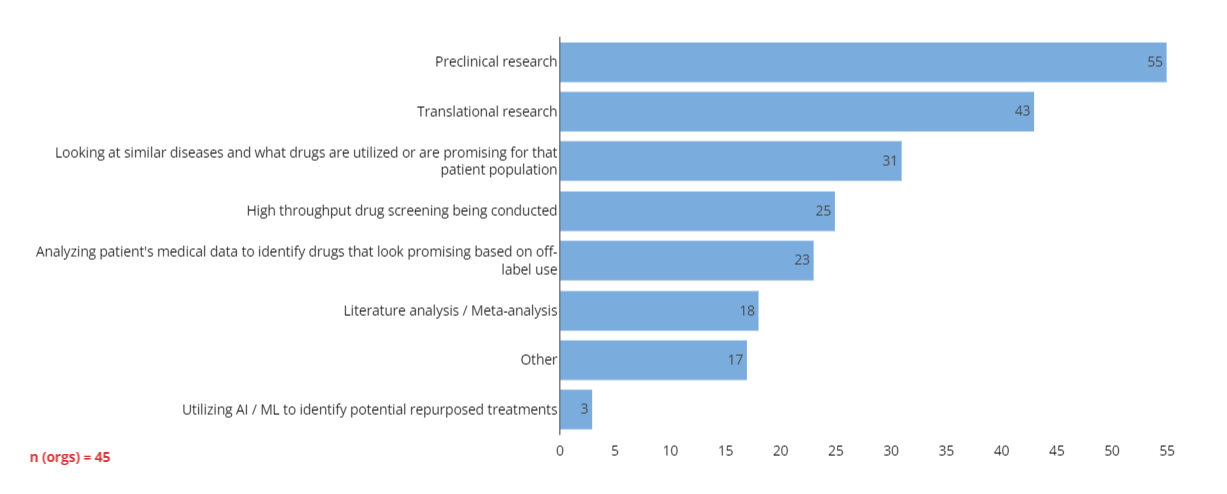 Preclinical research
55
Translational research
43
Looking at similar diseases and what drugs are utilized or are promising for that
patient population
31
High throughput drug screening being conducted
25
Analyzing patient's medical data to identify drugs that look promising based on off-
label use
23
Literature analysis / Meta-analysis
18
Other
17
Utilizing AI / ML to identify potential repurposed treatments
3
0 5 10 15 20 25 30 35 40 45 50 55
n (orgs) = 45